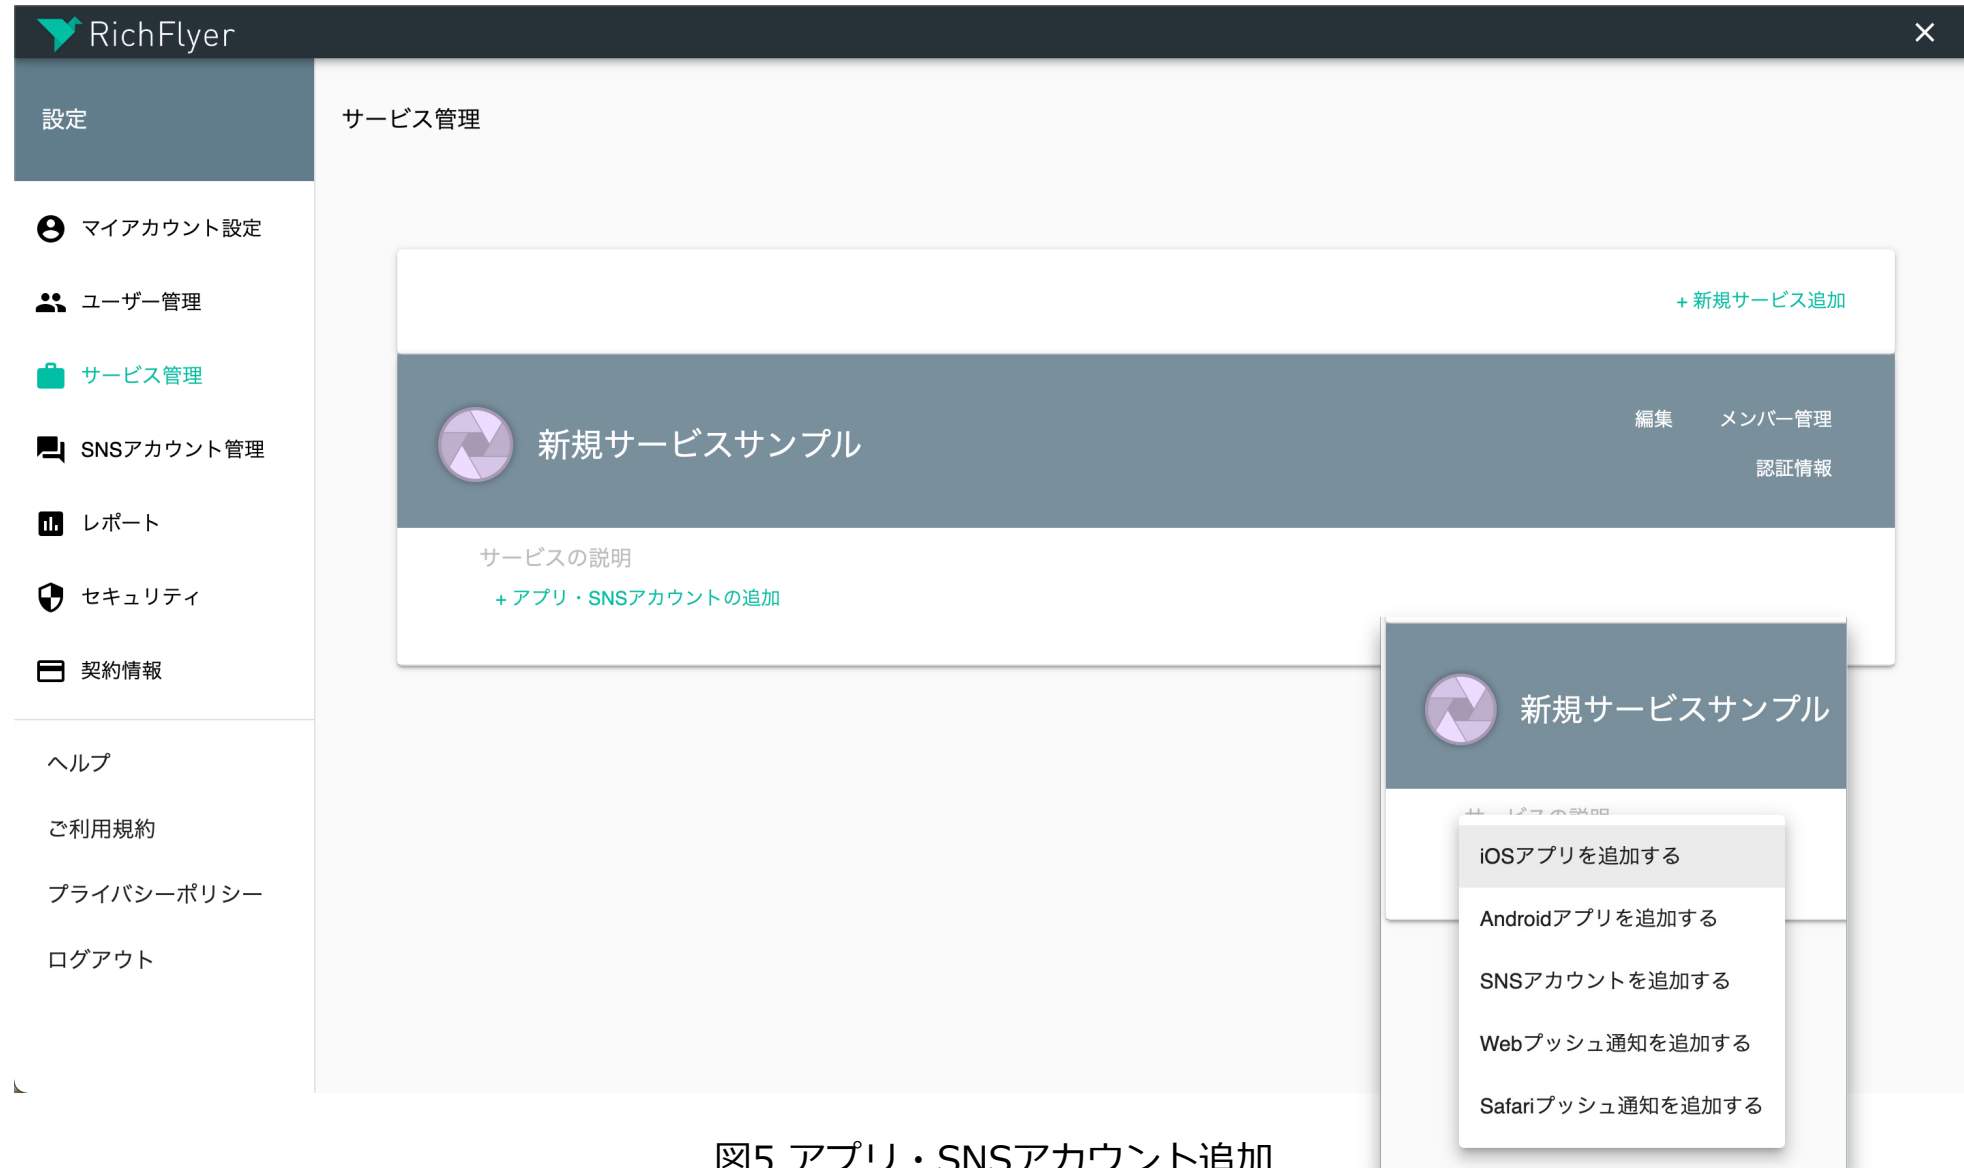 RichFlyer
設定
サービス管理
マイアカウント設定
ユーザー管理
サービス管理
SNSアカウント管理
レポート
セキュリティ
契約情報
ヘルプ
ご利用規約
プライバシーポリシー
ログアウト
+ 新規サービス追加
新規サービスサンプル
編集
メンバー管理
認証情報
サービスの説明
+ アプリ・SNSアカウントの追加
新規サービスサンプル
サービスの説明
iOSアプリを追加する
Androidアプリを追加する
SNSアカウントを追加する
Webプッシュ通知を追加する
Safariプッシュ通知を追加する
図5 アプリ・SNSアカウント追加